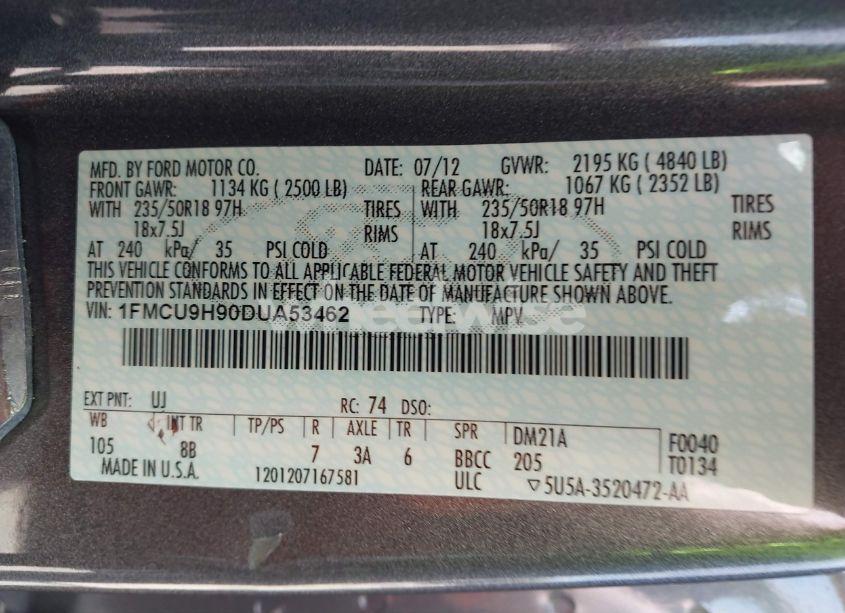 MFD. BY FORD MOTOR CO. DATE: 07/12 GVWR: 2195 KG ( 4840 LB)
FRONT GAWR: 1134 KG ( 2500 LB) REAR GAWR: 1067 KG ( 2352 LB)
WITH 235/50R18 97H TIRES WITH 235/50R18 97H TIRES
18x7.5J RIMS 18x7.5J RIMS
AT 240 kPa/ 35 PSI COLD AT 240 kPa/ 35 PSI COLD
THIS VEHICLE CONFORMS TO ALL APPLICABLE FEDERAL MOTOR VEHICLE SAFETY AND THEFT
PREVENTION STANDARDS IN EFFECT ON THE DATE OF MANUFACTURE SHOWN ABOVE.
VIN: 1FMCU9H90DUA53462 TYPE: MPV
EXT PNT: UJ RC: 74 DSO:
WB INT TR TP/PS R AXLE TR SPR DM21A F0040
105 8B 7 3A 6 BBCC 205 T0134
MADE IN U.S.A. 1201207167581 ULC ▽5U5A-3520472-AA